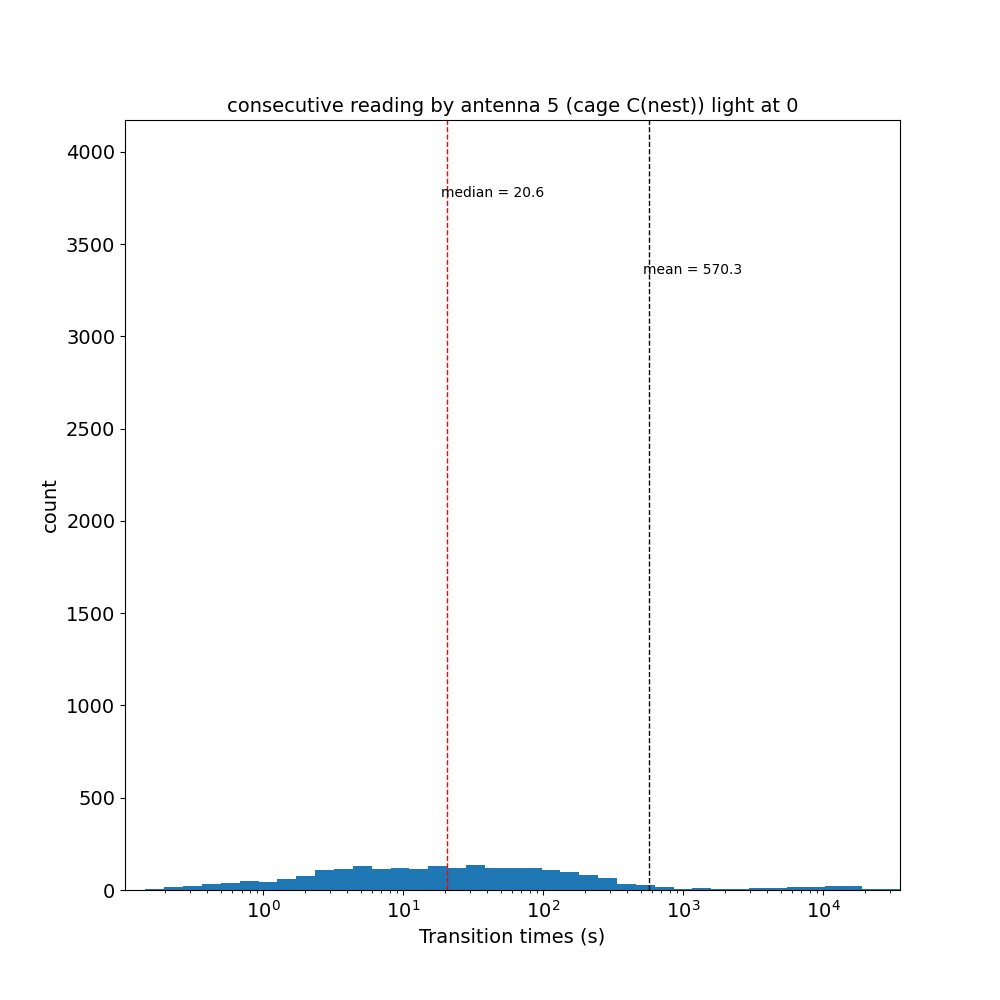 consecutive reading by antenna 5 (cage C(nest)) light at 0
4000
median = 20.6
3500
mean = 570.3
3000
2500
count
2000
1500
1000
500
0
10⁰ 10¹ 10² 10³ 10⁴
Transition times (s)